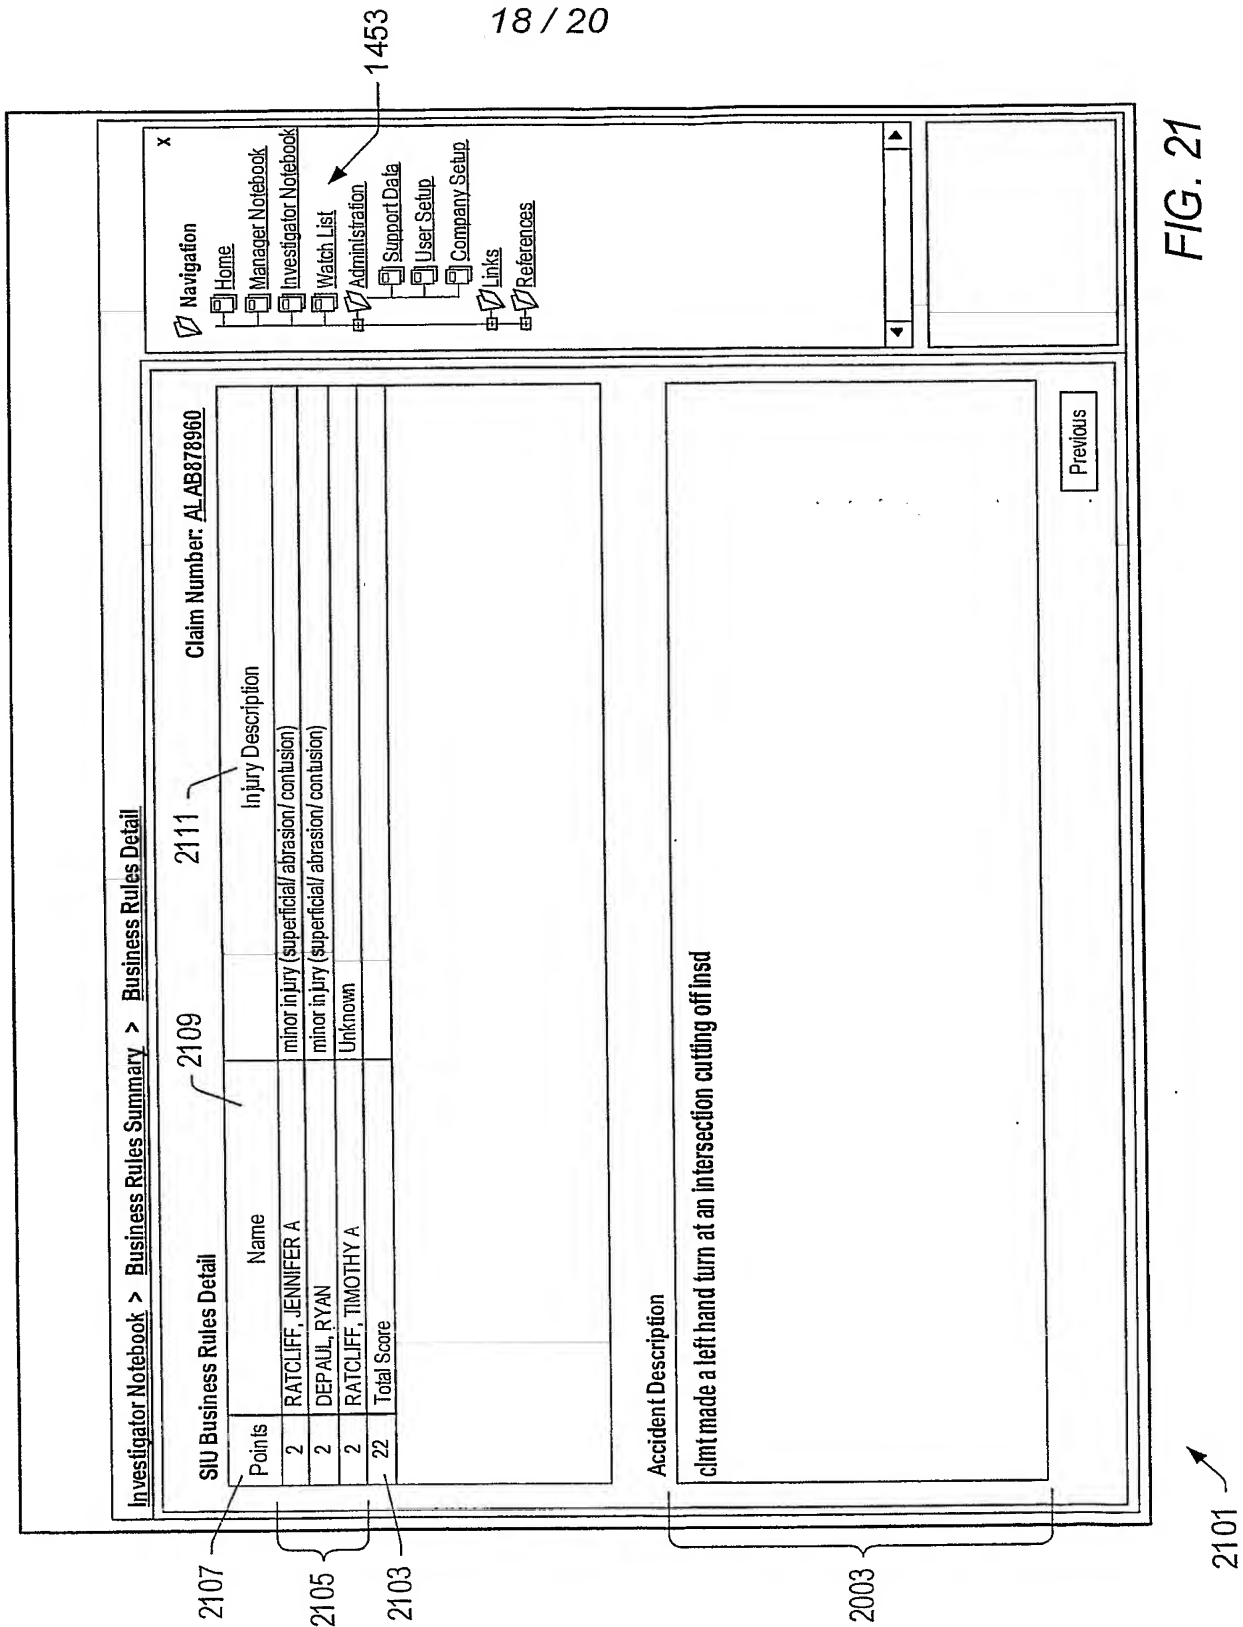 18 / 20
Investigator Notebook > Business Rules Summary > Business Rules Detail
SIU Business Rules Detail
Claim Number: ALAB878960
2107
2109
2111
Points Name Injury Description
2 RATCLIFF, JENNIFER A minor injury (superficial/ abrasion/ contusion)
2 DEPAUL, RYAN minor injury (superficial/ abrasion/ contusion)
2 RATCLIFF, TIMOTHY A Unknown
22 Total Score
2105
2103
Accident Description
clmt made a left hand turn at an intersection cutting off insd
2003
Previous
X
Navigation
Home
Manager Notebook
Investigator Notebook
Watch List
Administration
Support Data
User Setup
Company Setup
Links
References
1453
2101
FIG. 21